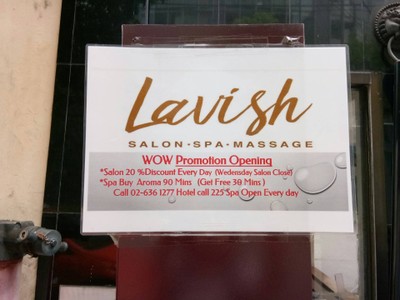 Lavish
SALON·SPA·MASSAGE
WOW Promotion Opening
*Salon 20 %Discount Every Day (Wedensday Salon Close)
*Spa Buy Aroma 90 Mins (Get Free 30 Mins )
Call 02-636 1277 Hotel call 225 Spa Open Every day